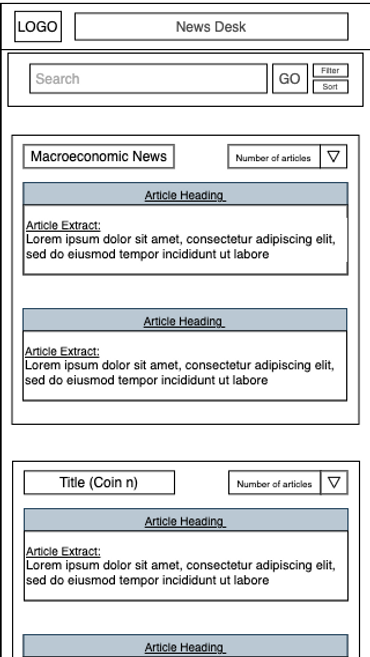 LOGO
News Desk
Search
GO
Filter
Sort
Macroeconomic News
Number of articles
Article Heading
Article Extract:
Lorem ipsum dolor sit amet, consectetur adipiscing elit,
sed do eiusmod tempor incididunt ut labore
Article Heading
Article Extract:
Lorem ipsum dolor sit amet, consectetur adipiscing elit,
sed do eiusmod tempor incididunt ut labore
Title (Coin n)
Number of articles
Article Heading
Article Extract:
Lorem ipsum dolor sit amet, consectetur adipiscing elit,
sed do eiusmod tempor incididunt ut labore
Article Heading